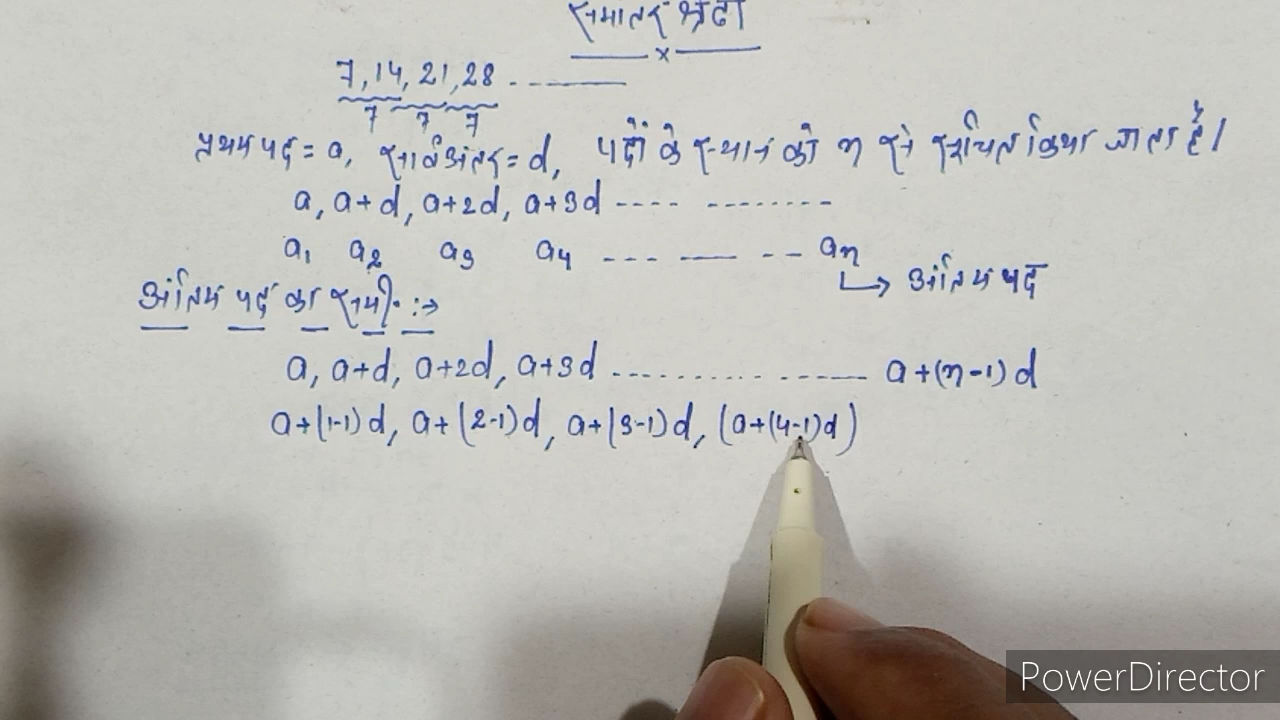 समांतर श्रेढी
x
7, 14, 21, 28 - ————
7 7 7
प्रथम पद = a, सार्व अंतर = d, पदों के स्थान को n से सूचित किया जाता है।
a, a+d, a+2d, a+3d ---- --------
a₁ a₂ a₃ a₄ --- —— -- aₙ
↳ अंतिम पद
अंतिम पद का समी॰ :→
a, a+d, a+2d, a+3d .......... ---— a+(n-1)d
a+(1-1)d, a+(2-1)d, a+(3-1)d, (a+(4-1)d)
PowerDirector